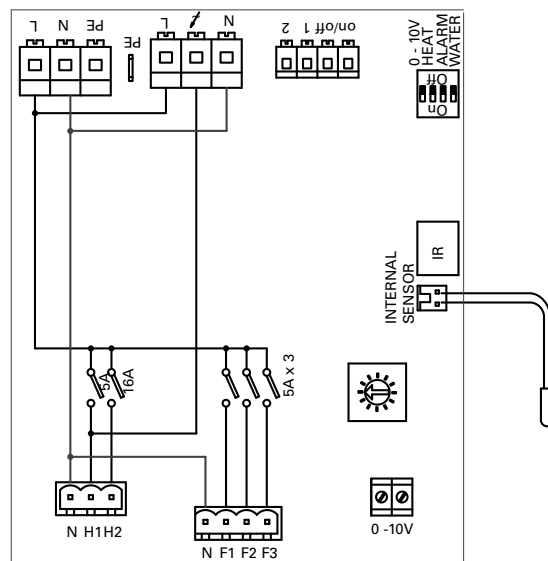 L N PE
PE
L N
2 1 on/off
0 - 10V
HEAT
ALARM
WATER
Off
On
IR
INTERNAL
SENSOR
5A
16A
5A x 3
N H1 H2
N F1 F2 F3
0 -10V